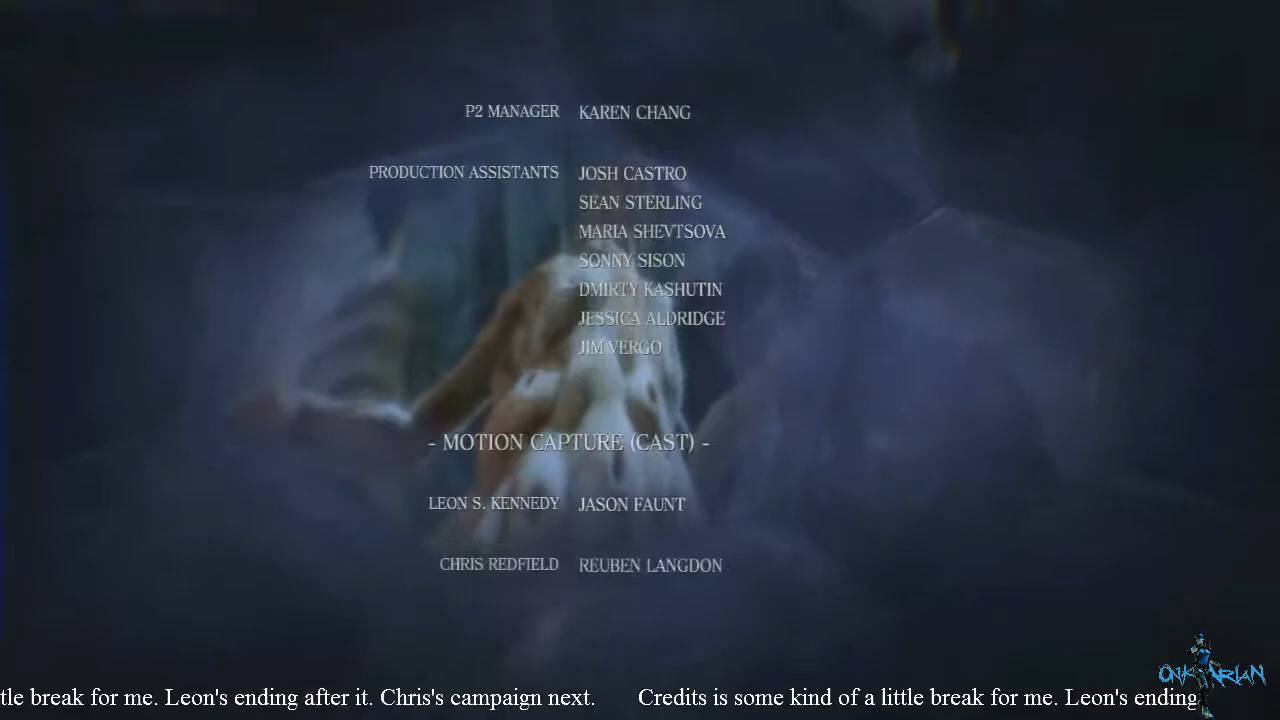 P2 MANAGER KAREN CHANG
PRODUCTION ASSISTANTS JOSH CASTRO
SEAN STERLING
MARIA SHEVTSOVA
SONNY SISON
DMIRTY KASHUTIN
JESSICA ALDRIDGE
JIM VERGO
- MOTION CAPTURE (CAST) -
LEON S. KENNEDY JASON FAUNT
CHRIS REDFIELD REUBEN LANGDON
ONKARLAN
tle break for me. Leon's ending after it. Chris's campaign next. Credits is some kind of a little break for me. Leon's ending